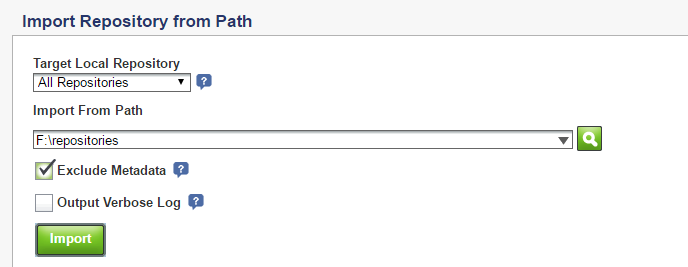 Import Repository from Path
Target Local Repository
All Repositories
?
Import From Path
F:\repositories
Exclude Metadata ?
Output Verbose Log ?
Import